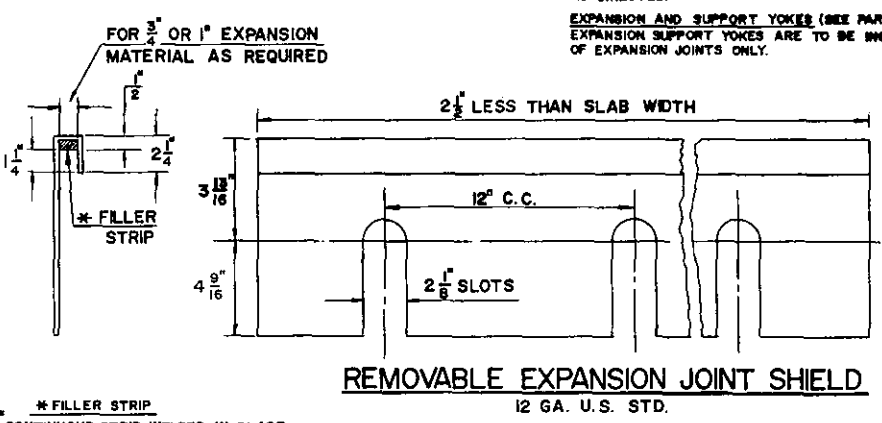 EXPANSION AND SUPPORT YOKES (SEE PAR
EXPANSION SUPPORT YOKES ARE TO BE
OF EXPANSION JOINTS ONLY.
FOR 3/4" OR 1" EXPANSION
MATERIAL AS REQUIRED
1/2"
2 1/2" LESS THAN SLAB WIDTH
1 1/4"
2 1/4"
3 13/16"
12" C.C.
* FILLER
STRIP
4 9/16"
2 1/8" SLOTS
REMOVABLE EXPANSION JOINT SHIELD
12 GA. U.S. STD.
* FILLER STRIP